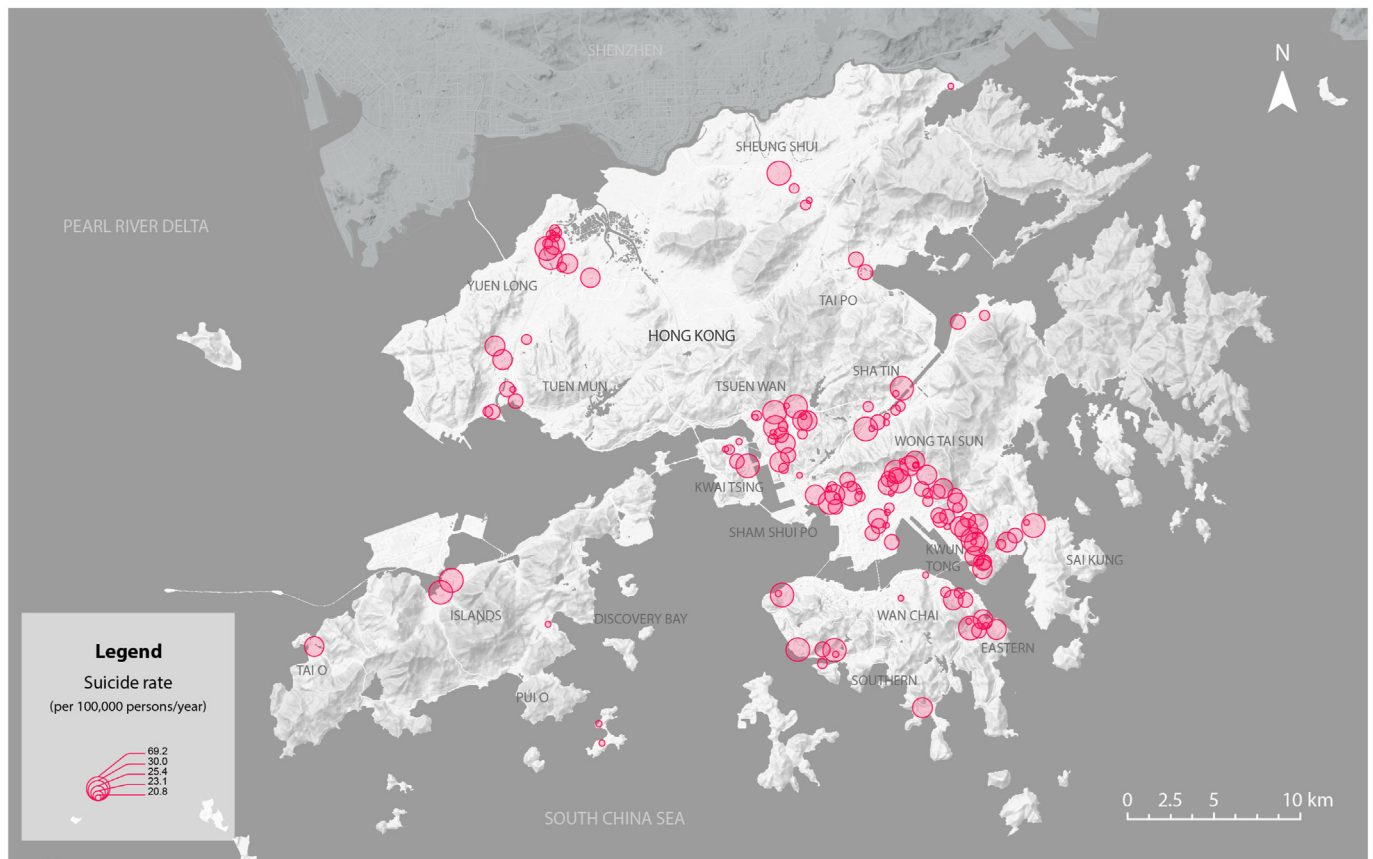 SHENZHEN
N
SHEUNG SHUI
PEARL RIVER DELTA
YUEN LONG
TAI PO
HONG KONG
SHA TIN
TUEN MUN
TSUEN WAN
WONG TAI SUN
KWAI TSING
SHAM SHUI PO
KWUN
TONG
SAI KUNG
ISLANDS
DISCOVERY BAY
WAN CHAI
EASTERN
TAI O
SOUTHERN
PUI O
SOUTH CHINA SEA
Legend
Suicide rate
(per 100,000 persons/year)
69.2
30.0
25.4
23.1
20.8
0 2.5 5 10 km